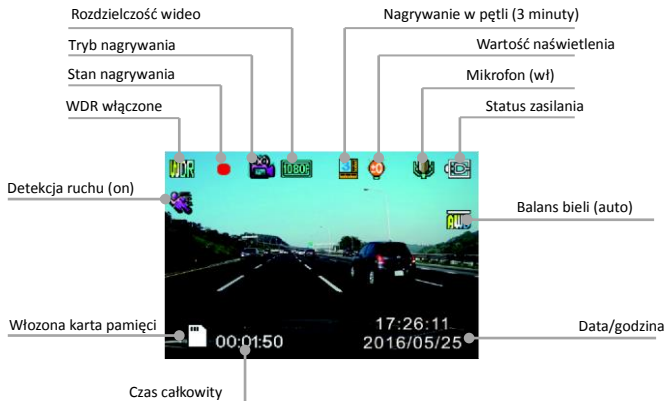 Rozdzielczość wideo
Nagrywanie w pętli (3 minuty)
Tryb nagrywania
Wartość naświetlenia
Stan nagrywania
Mikrofon (wł)
WDR włączone
Status zasilania
WDR
1080P
Detekcja ruchu (on)
Balans bieli (auto)
Włozona karta pamięci
00:01:50
17:26:11
2016/05/25
Data/godzina
Czas całkowity